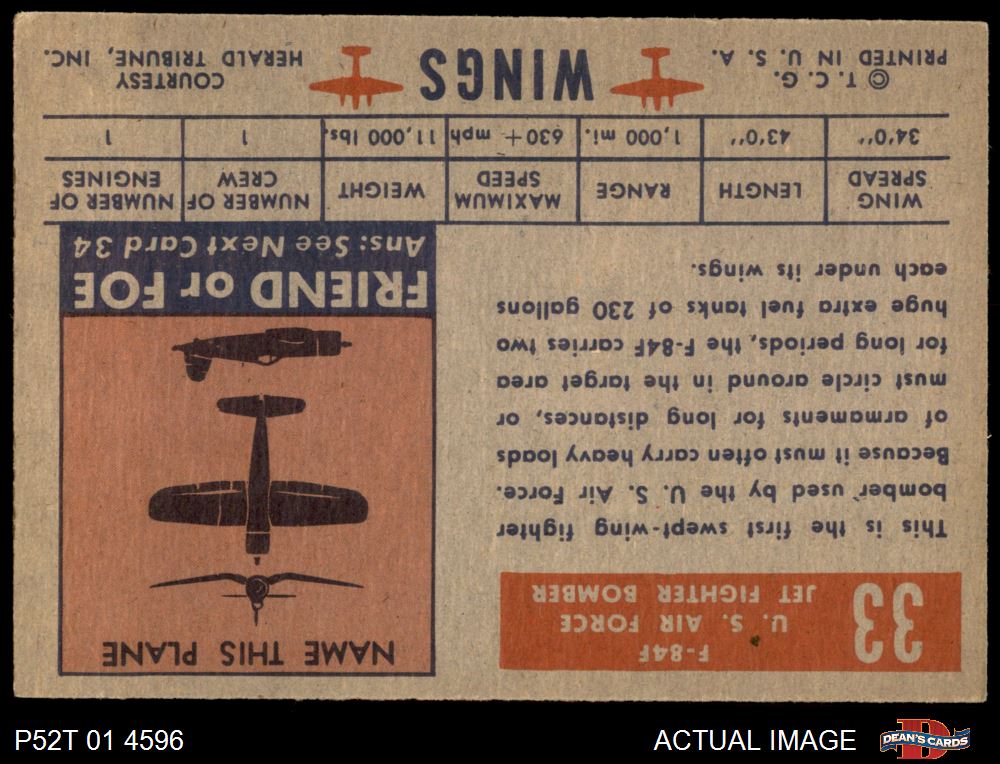 33
F-84F
U. S. AIR FORCE
JET FIGHTER BOMBER
This is the first swept-wing fighter
bomber used by the U. S. Air Force.
Because it must often carry heavy loads
of armaments for long distances, or
must circle around in the target area
for long periods, the F-84F carries two
huge extra fuel tanks of 230 gallons
each under its wings.
NAME THIS PLANE
FRIEND or FOE
Ans: See Next Card 34
WING SPREAD LENGTH RANGE MAXIMUM SPEED WEIGHT NUMBER OF CREW NUMBER OF ENGINES
34'0" 43'0" 1,000 mi. 630+ mph 11,000 lbs. 1 1
© T. C. G.
PRINTED IN U. S. A.
WINGS
COURTESY
HERALD TRIBUNE, INC.
P52T 01 4596
ACTUAL IMAGE
D
DEAN'S CARDS